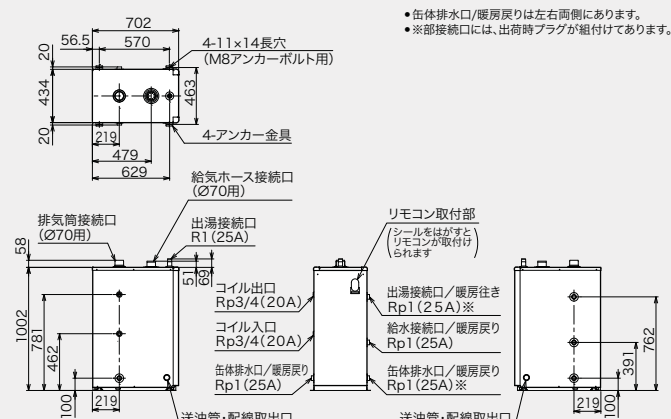 ●缶体排水口/暖房戻りは左右両側にあります。
●※部接続口には、出荷時プラグが組付けてあります。
702
56.5
570
4-11×14長穴
(M8アンカーボルト用)
20
434
20
463
219
4-アンカー金具
479
629
給気ホース接続口
(Ø70用)
排気筒接続口
(Ø70用)
出湯接続口
R1(25A)
リモコン取付部
(シールをはがすと
リモコンが取付け
られます)
58
51
69
1002
781
462
100
219
コイル出口
Rp3/4(20A)
コイル入口
Rp3/4(20A)
缶体排水口/暖房戻り
Rp1(25A)
出湯接続口/暖房往き
Rp1(25A)※
給水接続口/暖房戻り
Rp1(25A)
缶体排水口/暖房戻り
Rp1(25A)※
762
391
100
219
送油管・配線取出口
送油管・配線取出口